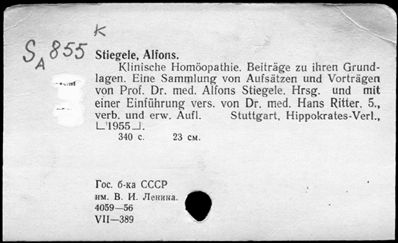 K
S_A 855
Stiegele, Alfons.
Klinische Homöopathie. Beiträge zu ihren Grund-
lagen. Eine Sammlung von Aufsätzen und Vorträgen
von Prof. Dr. med. Alfons Stiegele. Hrsg. und mit
einer Einführung vers. von Dr. med. Hans Ritter. 5.,
verb. und erw. Aufl. Stuttgart, Hippokrates-Verl.,
[1955].
340 с. 23 см.
Гос. б-ка СССР
им. В. И. Ленина.
4059—56
VII—389